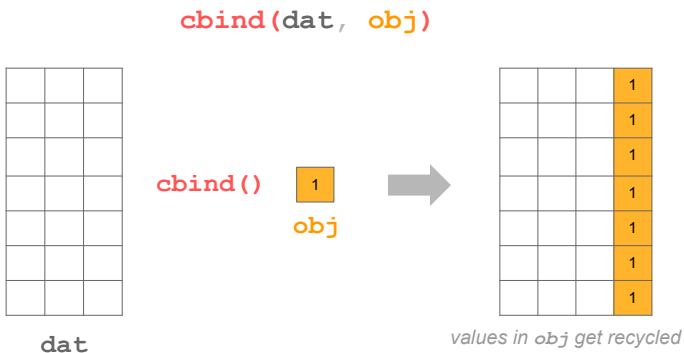 cbind(dat, obj)
cbind()
1
obj
dat
1
1
1
1
1
1
1
values in obj get recycled